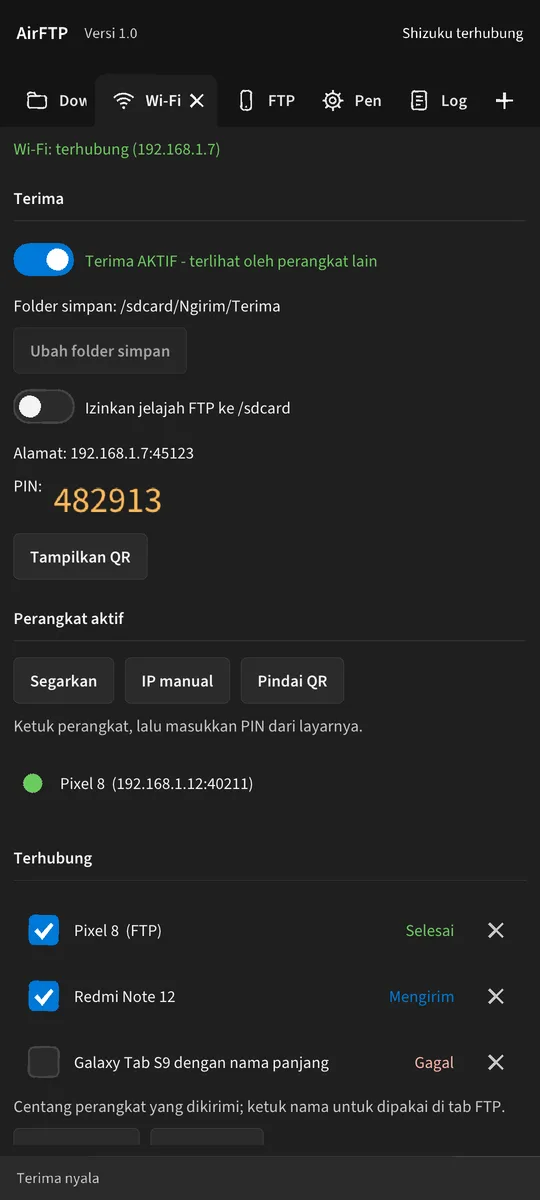 AirFTP Versi 1.0 Shizuku terhubung
Dow Wi-Fi FTP Pen Log
Wi-Fi: terhubung (192.168.1.7)
Terima
Terima AKTIF - terlihat oleh perangkat lain
Folder simpan: /sdcard/Ngirim/Terima
Ubah folder simpan
Izinkan jelajah FTP ke /sdcard
Alamat: 192.168.1.7:45123
PIN: 482913
Tampilkan QR
Perangkat aktif
Segarkan IP manual Pindai QR
Ketuk perangkat, lalu masukkan PIN dari layarnya.
Pixel 8 (192.168.1.12:40211)
Terhubung
Pixel 8 (FTP) Selesai
Redmi Note 12 Mengirim
Galaxy Tab S9 dengan nama panjang Gagal
Centang perangkat yang dikirimi; ketuk nama untuk dipakai di tab FTP.
Terima nyala